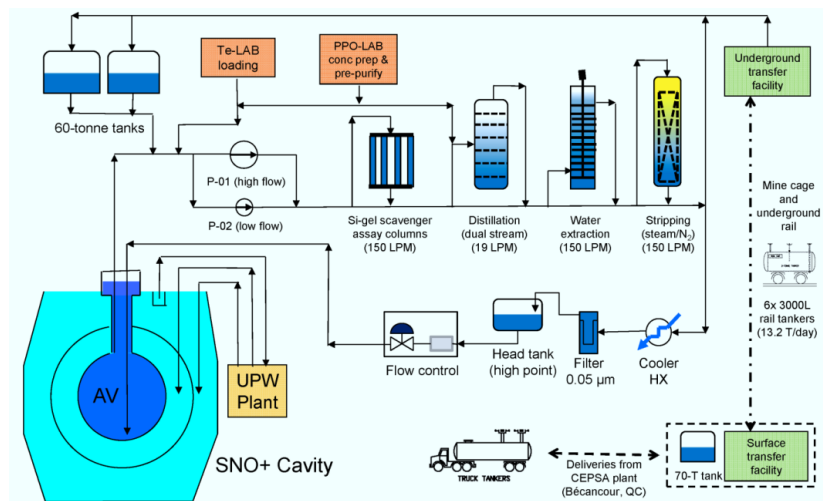 Te-LAB
loading
PPO-LAB
conc prep &
pre-purify
Underground
transfer
facility
60-tonne tanks
P-01 (high flow)
P-02 (low flow)
Si-gel scavenger
assay columns
(150 LPM)
Distillation
(dual stream)
(19 LPM)
Water
extraction
(150 LPM)
Stripping
(steam/N₂)
(150 LPM)
Mine cage
and
underground
rail
6x 3000L
rail tankers
(13.2 T/day)
Flow control
Head tank
(high point)
Filter
0.05 µm
Cooler
HX
AV
UPW
Plant
SNO+ Cavity
TRUCK TANKERS
Deliveries from
CEPSA plant
(Bécancour, QC)
70-T tank
Surface
transfer
facility